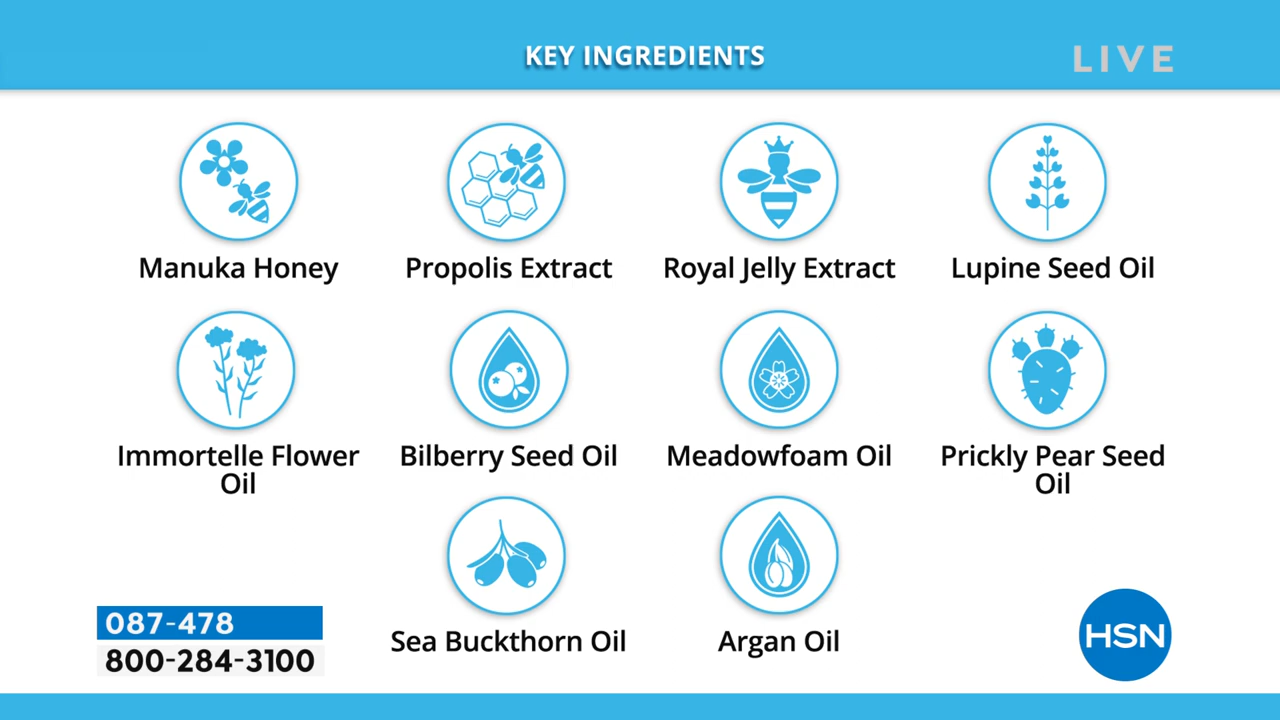 KEY INGREDIENTS
LIVE
Manuka Honey
Propolis Extract
Royal Jelly Extract
Lupine Seed Oil
Immortelle Flower
Oil
Bilberry Seed Oil
Meadowfoam Oil
Prickly Pear Seed
Oil
Sea Buckthorn Oil
Argan Oil
087-478
800-284-3100
HSN